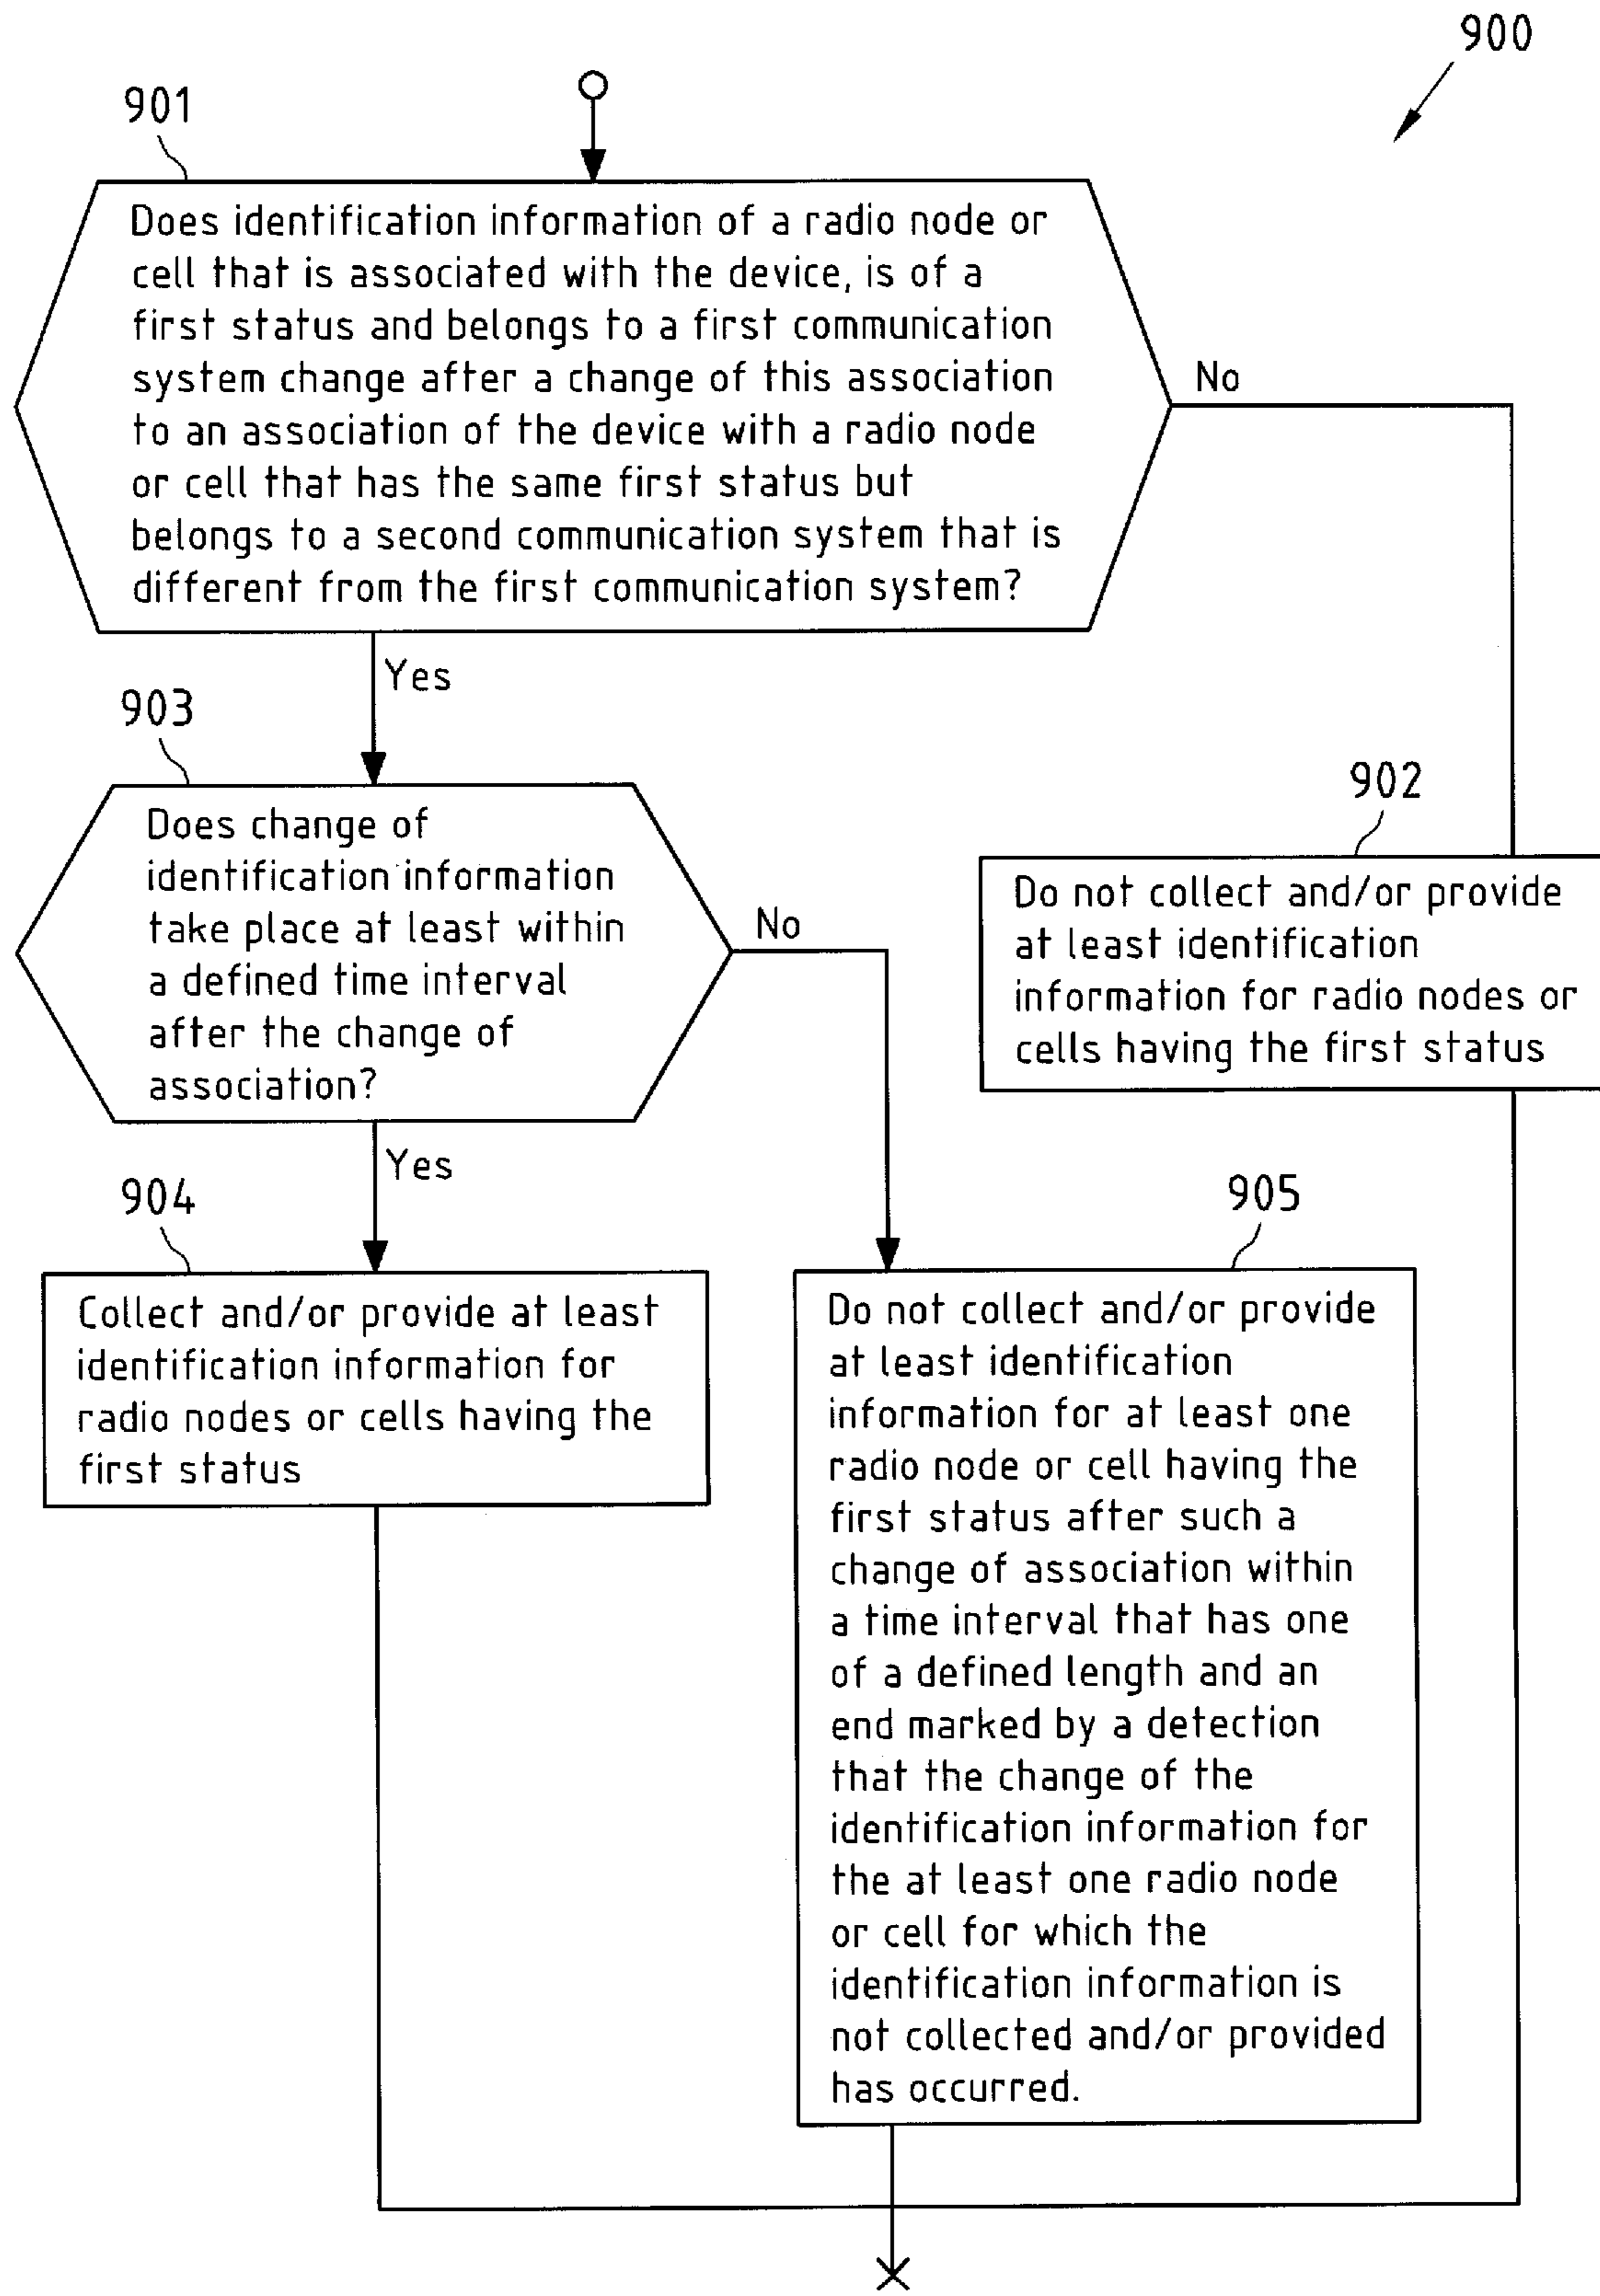 900
901
Does identification information of a radio node or
cell that is associated with the device, is of a
first status and belongs to a first communication
system change after a change of this association
to an association of the device with a radio node
or cell that has the same first status but
belongs to a second communication system that is
different from the first communication system?
No
Yes
903
Does change of
identification information
take place at least within
a defined time interval
after the change of
association?
No
902
Do not collect and/or provide
at least identification
information for radio nodes or
cells having the first status
Yes
904
Collect and/or provide at least
identification information for
radio nodes or cells having the
first status
905
Do not collect and/or provide
at least identification
information for at least one
radio node or cell having the
first status after such a
change of association within
a time interval that has one
of a defined length and an
end marked by a detection
that the change of the
identification information for
the at least one radio node
or cell for which the
identification information is
not collected and/or provided
has occurred.